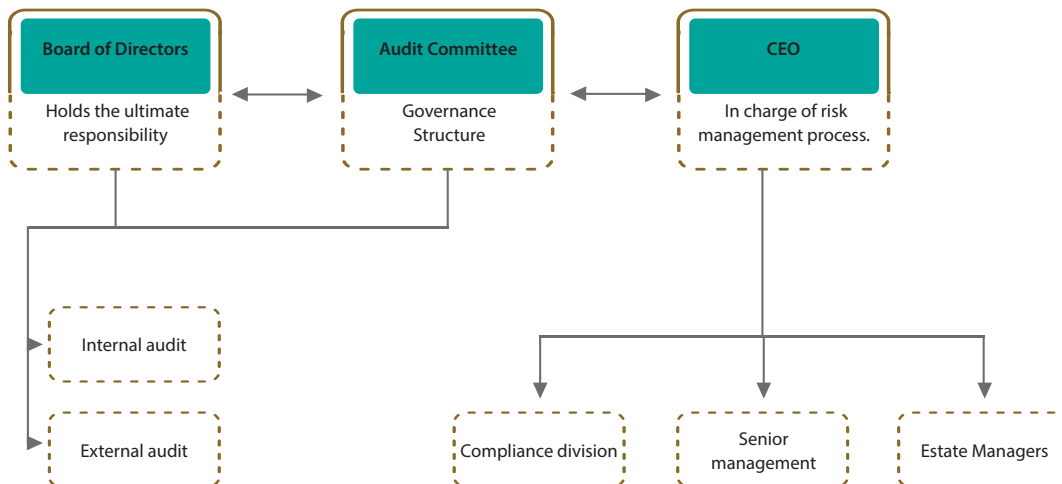 Board of Directors
Holds the ultimate
responsibility
Audit Committee
Governance
Structure
CEO
In charge of risk
management process.
Internal audit
External audit
Compliance division
Senior
management
Estate Managers